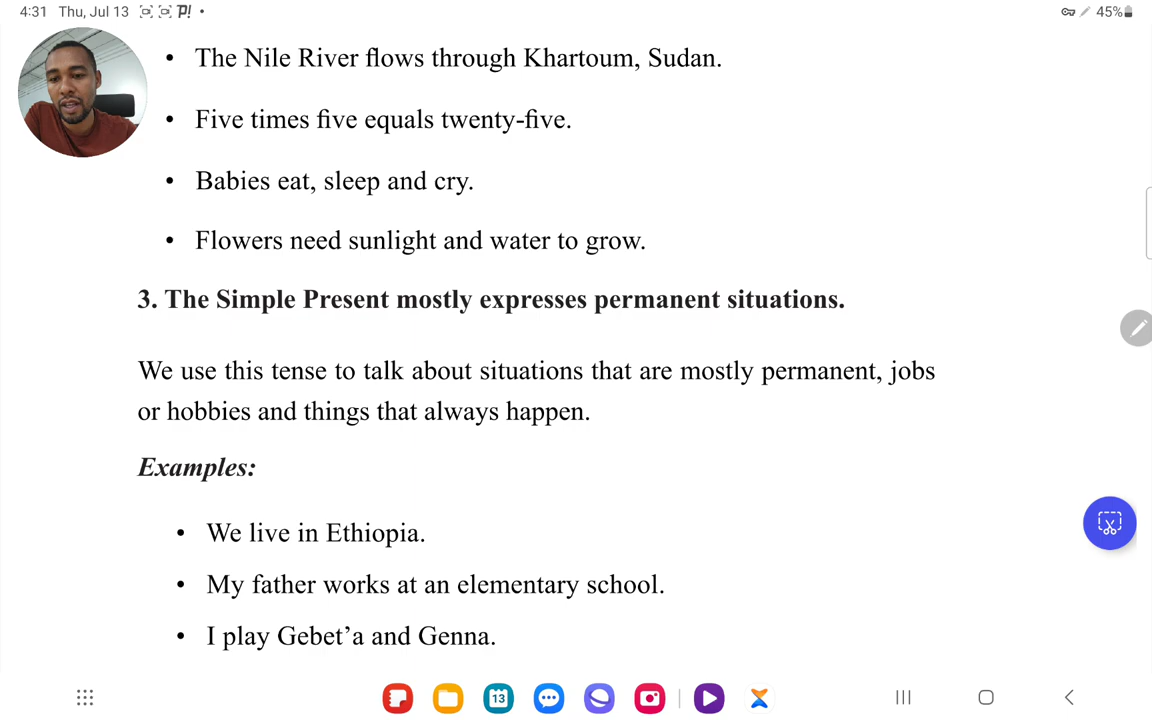 4:31 Thu, Jul 13
45%
• The Nile River flows through Khartoum, Sudan.
• Five times five equals twenty-five.
• Babies eat, sleep and cry.
• Flowers need sunlight and water to grow.
3. The Simple Present mostly expresses permanent situations.
We use this tense to talk about situations that are mostly permanent, jobs
or hobbies and things that always happen.
Examples:
• We live in Ethiopia.
• My father works at an elementary school.
• I play Gebet’a and Genna.
13